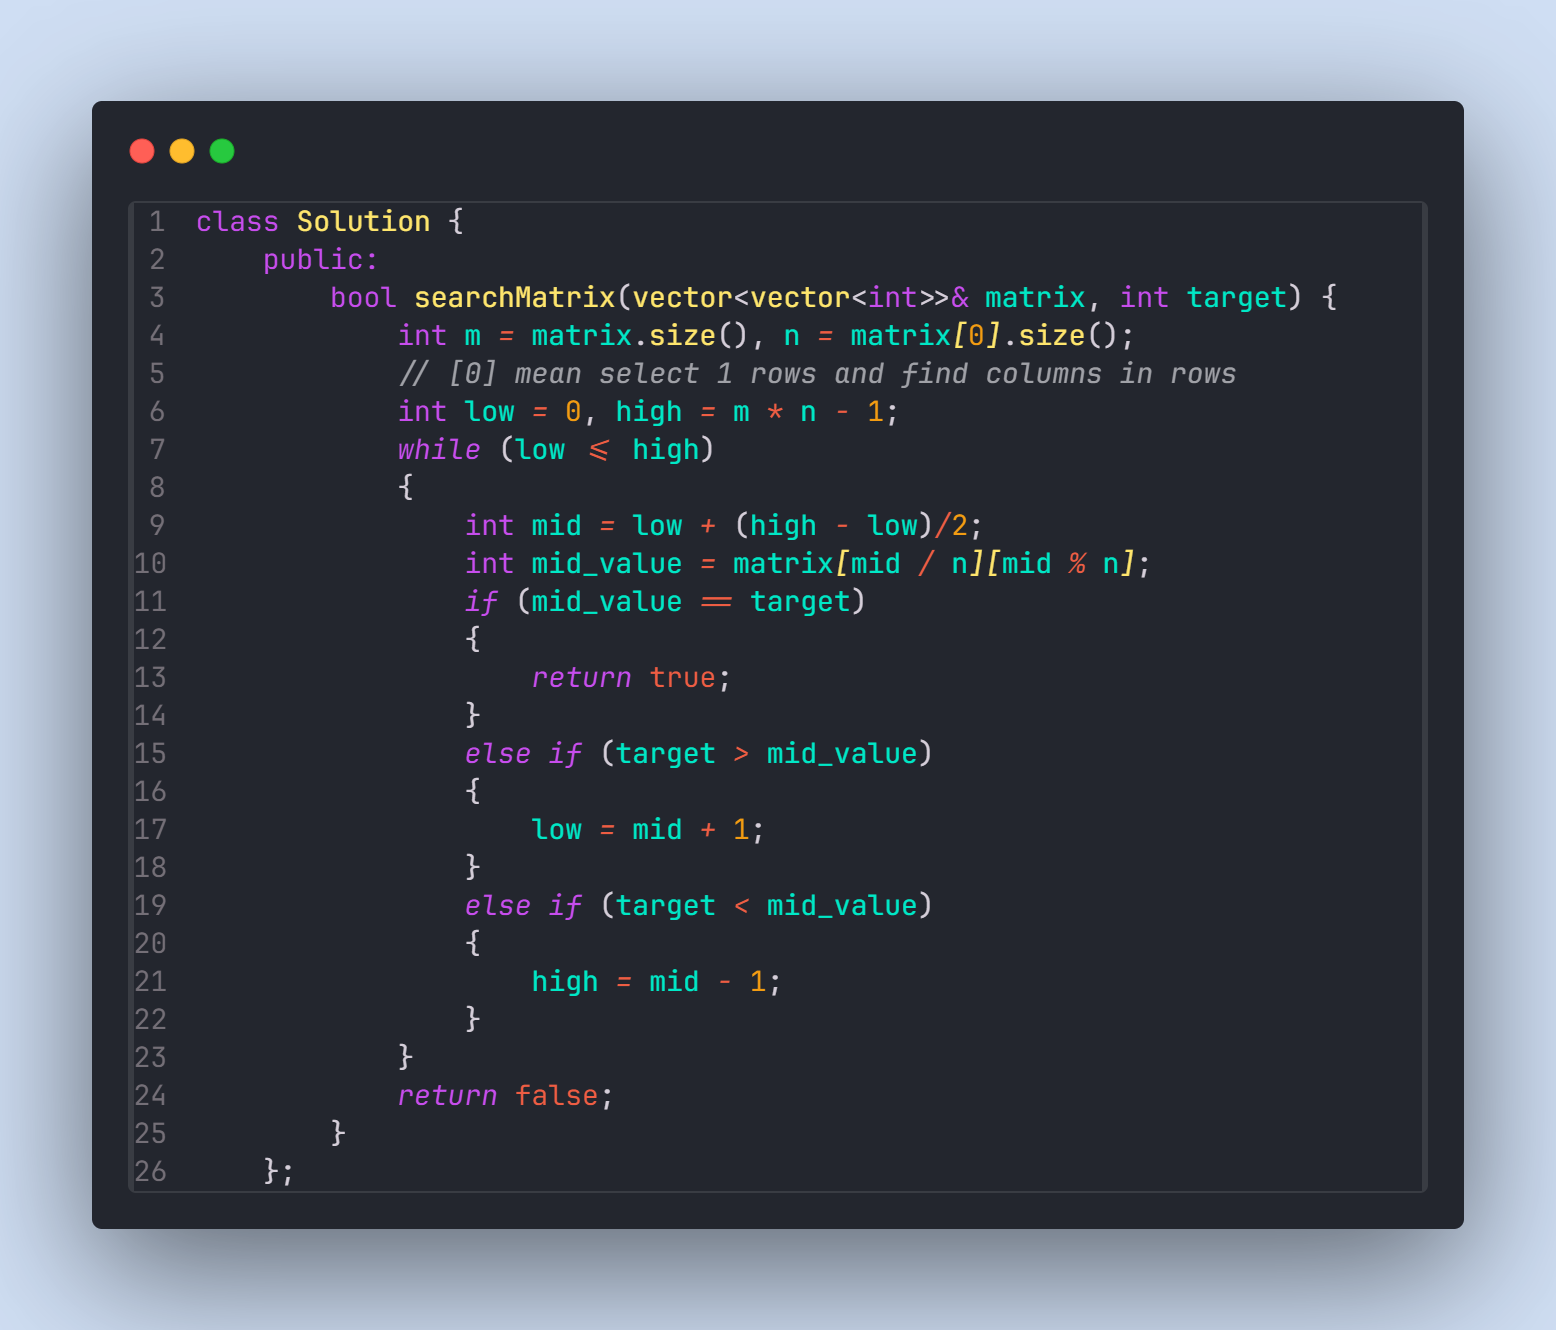 1 class Solution {
2     public:
3         bool searchMatrix(vector<vector<int>>& matrix, int target) {
4             int m = matrix.size(), n = matrix[0].size();
5             // [0] mean select 1 rows and find columns in rows
6             int low = 0, high = m * n - 1;
7             while (low <= high)
8             {
9                 int mid = low + (high - low)/2;
10                 int mid_value = matrix[mid / n][mid % n];
11                 if (mid_value == target)
12                 {
13                     return true;
14                 }
15                 else if (target > mid_value)
16                 {
17                     low = mid + 1;
18                 }
19                 else if (target < mid_value)
20                 {
21                     high = mid - 1;
22                 }
23             }
24             return false;
25         }
26     };